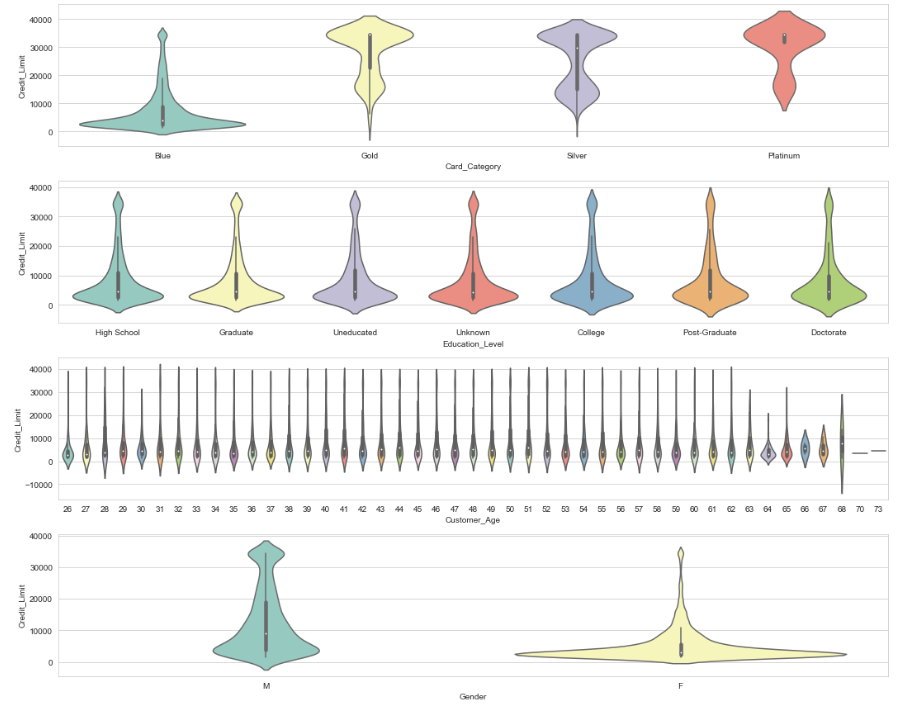 40000
30000
20000
10000
0
Credit_Limit
Blue Gold Silver Platinum
Card_Category
40000
30000
20000
10000
0
Credit_Limit
High School Graduate Uneducated Unknown College Post-Graduate Doctorate
Education_Level
40000
30000
20000
10000
0
−10000
Credit_Limit
26 27 28 29 30 31 32 33 34 35 36 37 38 39 40 41 42 43 44 45 46 47 48 49 50 51 52 53 54 55 56 57 58 59 60 61 62 63 64 65 66 67 68 70 73
Customer_Age
40000
30000
20000
10000
0
Credit_Limit
M F
Gender